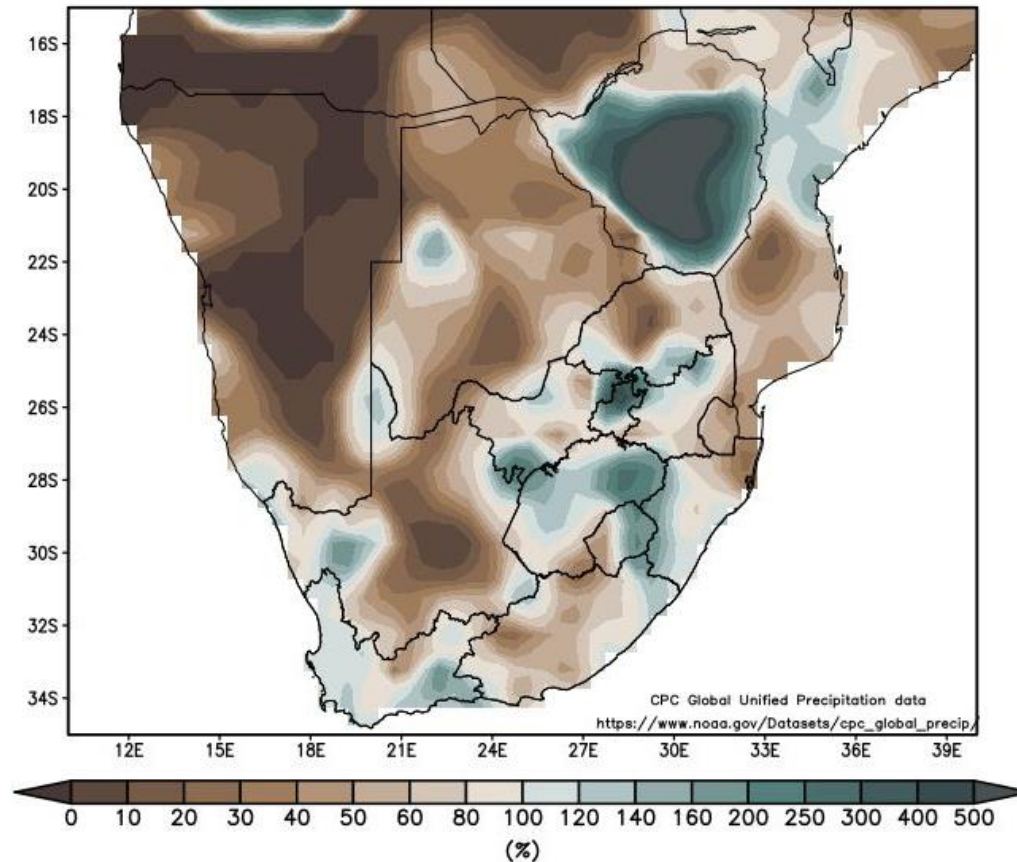 16S
18S
20S
22S
24S
26S
28S
30S
32S
34S
CPC Global Unified Precipitation data
https://www.noaa.gov/Datasets/cpc_global_precip/
12E 15E 18E 21E 24E 27E 30E 33E 36E 39E
0 10 20 30 40 50 60 80 100 120 140 160 200 250 300 400 500
(%)